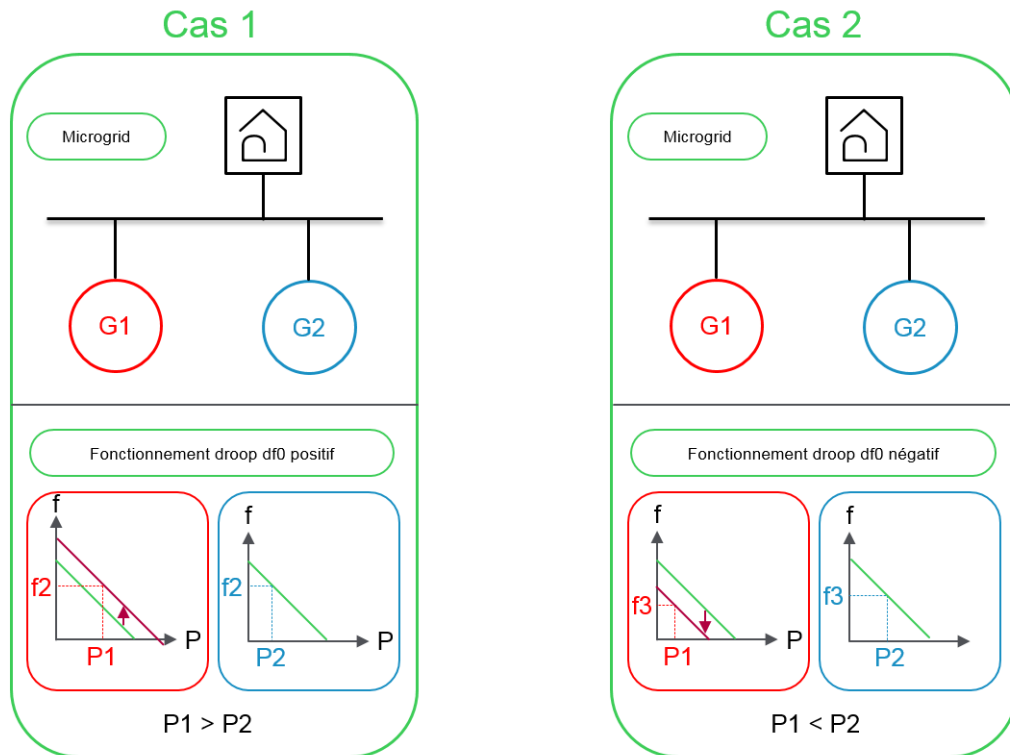 Cas 1
Microgrid
G1
G2
Fonctionnement droop df0 positif
f
f2
P1
P
f
f2
P2
P
P1 > P2
Cas 2
Microgrid
G1
G2
Fonctionnement droop df0 négatif
f
f3
P1
P
f
f3
P2
P1 < P2